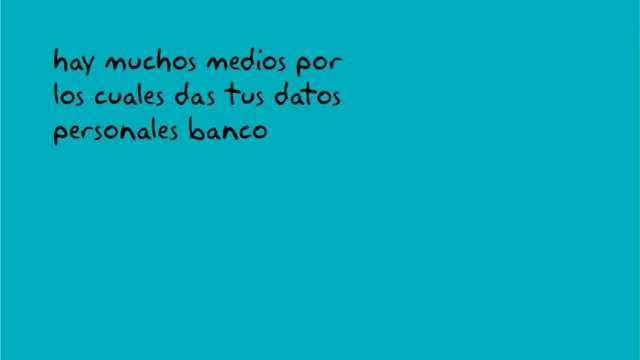 hay muchos medios por
los cuales das tus datos
personales banco